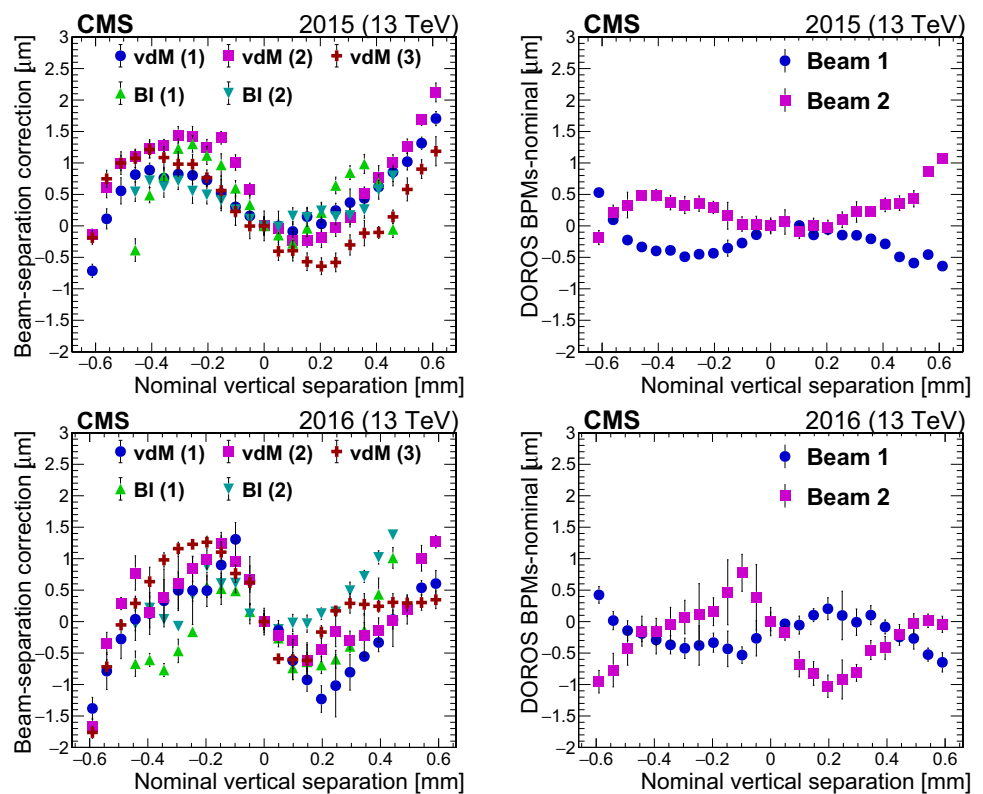 CMS 2015 (13 TeV)
Beam-separation correction [μm]
3
2.5
2
1.5
1
0.5
0
−0.5
−1
−1.5
−2
vdM (1) vdM (2) vdM (3)
BI (1) BI (2)
−0.6 −0.4 −0.2 0 0.2 0.4 0.6
Nominal vertical separation [mm]
CMS 2015 (13 TeV)
DOROS BPMs-nominal [μm]
3
2.5
2
1.5
1
0.5
0
−0.5
−1
−1.5
−2
Beam 1
Beam 2
−0.6 −0.4 −0.2 0 0.2 0.4 0.6
Nominal vertical separation [mm]
CMS 2016 (13 TeV)
Beam-separation correction [μm]
3
2.5
2
1.5
1
0.5
0
−0.5
−1
−1.5
−2
vdM (1) vdM (2) vdM (3)
BI (1) BI (2)
−0.6 −0.4 −0.2 0 0.2 0.4 0.6
Nominal vertical separation [mm]
CMS 2016 (13 TeV)
DOROS BPMs-nominal [μm]
3
2.5
2
1.5
1
0.5
0
−0.5
−1
−1.5
−2
Beam 1
Beam 2
−0.6 −0.4 −0.2 0 0.2 0.4 0.6
Nominal vertical separation [mm]